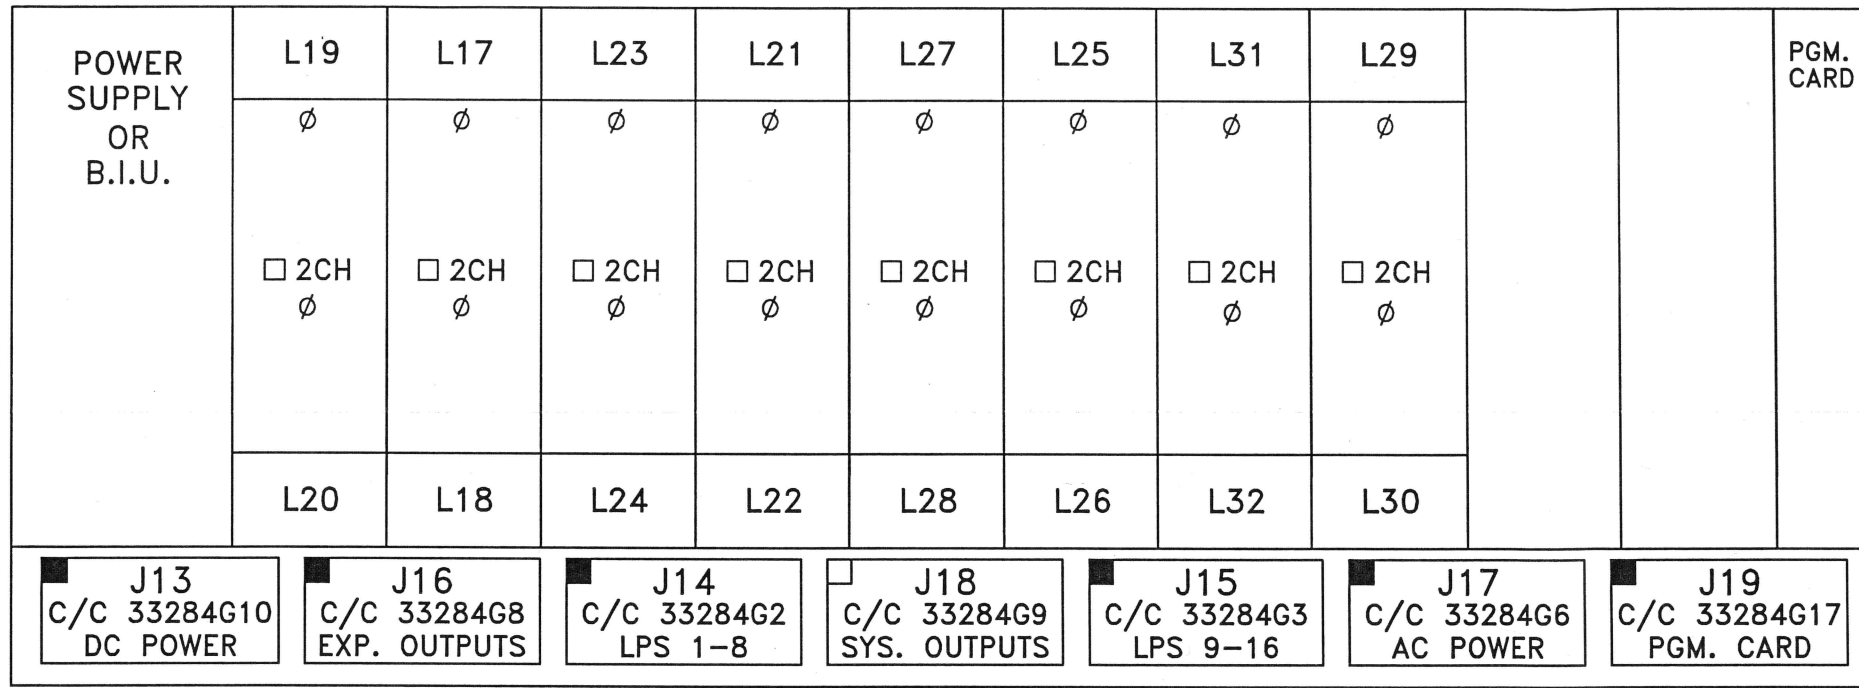 POWER
SUPPLY
OR
B.I.U.
L19 L17 L23 L21 L27 L25 L31 L29
PGM.
CARD
Ø Ø Ø Ø Ø Ø Ø Ø
□ 2CH □ 2CH □ 2CH □ 2CH □ 2CH □ 2CH □ 2CH □ 2CH
Ø Ø Ø Ø Ø Ø Ø Ø
L20 L18 L24 L22 L28 L26 L32 L30
J13
C/C 33284G10
DC POWER
J16
C/C 33284G8
EXP. OUTPUTS
J14
C/C 33284G2
LPS 1-8
J18
C/C 33284G9
SYS. OUTPUTS
J15
C/C 33284G3
LPS 9-16
J17
C/C 33284G6
AC POWER
J19
C/C 33284G17
PGM. CARD